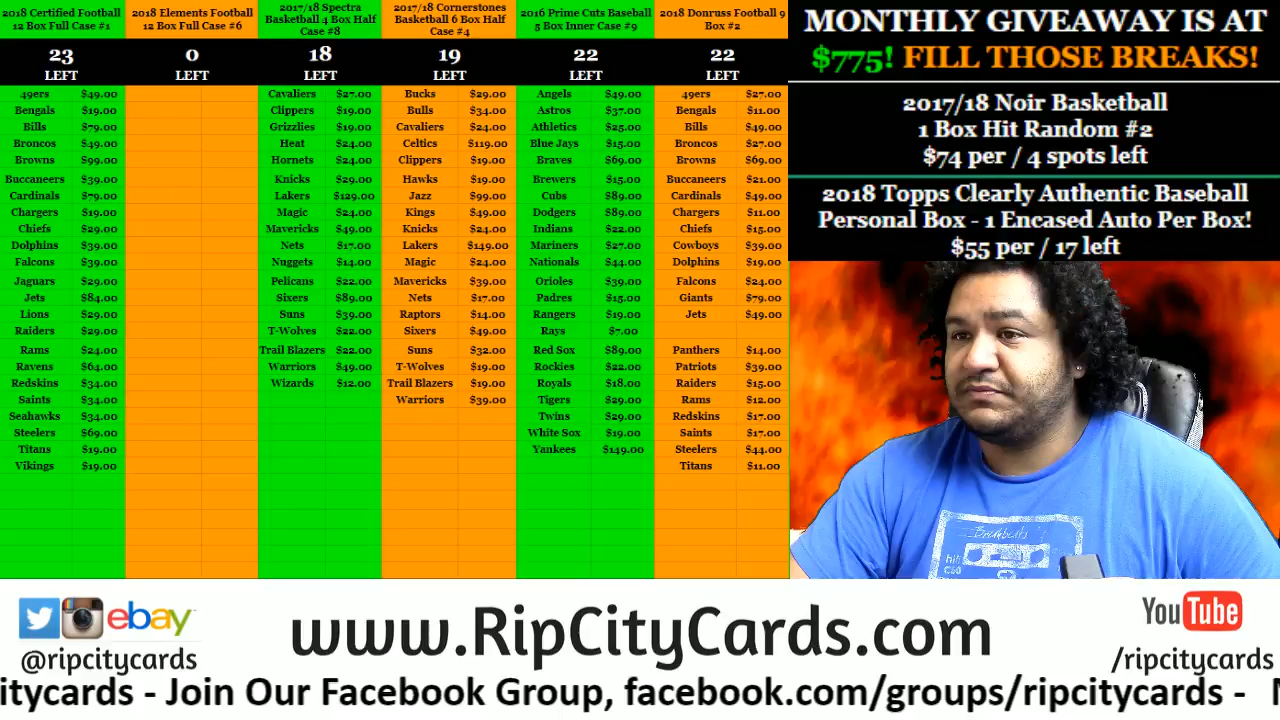 2018 Certified Football
12 Box Full Case #1
23
LEFT
49ers $49.00
Bengals $19.00
Bills $79.00
Broncos $49.00
Browns $99.00
Buccaneers $39.00
Cardinals $79.00
Chargers $19.00
Chiefs $29.00
Dolphins $39.00
Falcons $39.00
Jaguars $29.00
Jets $84.00
Lions $29.00
Raiders $29.00
Rams $24.00
Ravens $64.00
Redskins $34.00
Saints $34.00
Seahawks $34.00
Steelers $69.00
Titans $19.00
Vikings $19.00
2018 Elements Football
12 Box Full Case #6
0
LEFT
2017/18 Spectra
Basketball 4 Box Half
Case #8
18
LEFT
Cavaliers $27.00
Clippers $19.00
Grizzlies $19.00
Heat $24.00
Hornets $24.00
Knicks $29.00
Lakers $129.00
Magic $24.00
Mavericks $49.00
Nets $17.00
Nuggets $14.00
Pelicans $22.00
Sixers $89.00
Suns $39.00
T-Wolves $22.00
Trail Blazers $22.00
Warriors $49.00
Wizards $12.00
2017/18 Cornerstones
Basketball 6 Box Half
Case #4
19
LEFT
Bucks $29.00
Bulls $34.00
Cavaliers $24.00
Celtics $119.00
Clippers $19.00
Hawks $19.00
Jazz $99.00
Kings $49.00
Knicks $24.00
Lakers $149.00
Magic $24.00
Mavericks $39.00
Nets $17.00
Raptors $14.00
Sixers $49.00
Suns $32.00
T-Wolves $19.00
Trail Blazers $19.00
Warriors $39.00
2016 Prime Cuts Baseball
5 Box Inner Case #9
22
LEFT
Angels $49.00
Astros $37.00
Athletics $25.00
Blue Jays $15.00
Braves $69.00
Brewers $15.00
Cubs $89.00
Dodgers $89.00
Indians $22.00
Mariners $27.00
Nationals $44.00
Orioles $39.00
Padres $15.00
Rangers $19.00
Rays $7.00
Red Sox $89.00
Rockies $22.00
Royals $18.00
Tigers $29.00
Twins $29.00
White Sox $19.00
Yankees $149.00
2018 Donruss Football 9
Box #2
22
LEFT
49ers $27.00
Bengals $11.00
Bills $49.00
Broncos $27.00
Browns $69.00
Buccaneers $21.00
Cardinals $49.00
Chargers $11.00
Chiefs $15.00
Cowboys $39.00
Dolphins $19.00
Falcons $24.00
Giants $79.00
Jets $49.00
Panthers $14.00
Patriots $39.00
Raiders $15.00
Rams $12.00
Redskins $17.00
Saints $17.00
Steelers $44.00
Titans $11.00
MONTHLY GIVEAWAY IS AT
$775! FILL THOSE BREAKS!
2017/18 Noir Basketball
1 Box Hit Random #2
$74 per / 4 spots left
2018 Topps Clearly Authentic Baseball
Personal Box - 1 Encased Auto Per Box!
$55 per / 17 left
Breakbeats
ebay
@ripcitycards
www.RipCityCards.com
YouTube
/ripcitycards
citycards - Join Our Facebook Group, facebook.com/groups/ripcitycards -